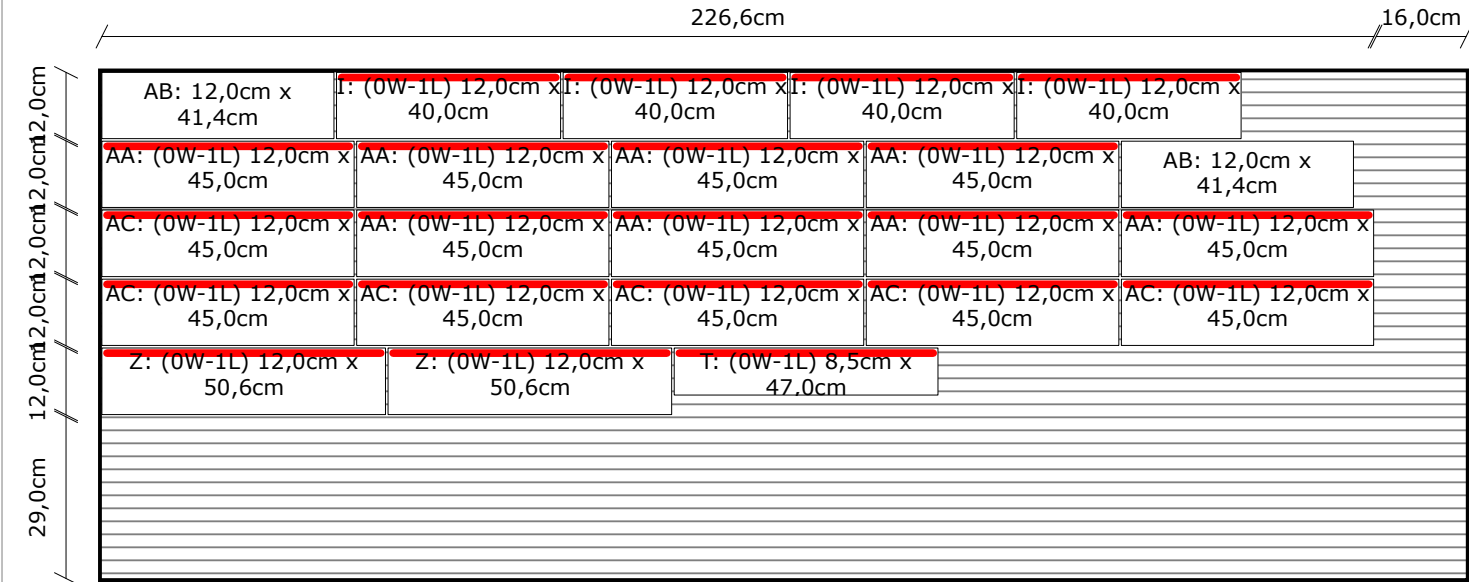 226,6cm
16,0cm
12,0cm
AB: 12,0cm x
41,4cm
I: (0W-1L) 12,0cm x
40,0cm
I: (0W-1L) 12,0cm x
40,0cm
I: (0W-1L) 12,0cm x
40,0cm
I: (0W-1L) 12,0cm x
40,0cm
12,0cm
AA: (0W-1L) 12,0cm x
45,0cm
AA: (0W-1L) 12,0cm x
45,0cm
AA: (0W-1L) 12,0cm x
45,0cm
AA: (0W-1L) 12,0cm x
45,0cm
AB: 12,0cm x
41,4cm
12,0cm
AC: (0W-1L) 12,0cm x
45,0cm
AA: (0W-1L) 12,0cm x
45,0cm
AA: (0W-1L) 12,0cm x
45,0cm
AA: (0W-1L) 12,0cm x
45,0cm
AA: (0W-1L) 12,0cm x
45,0cm
12,0cm
AC: (0W-1L) 12,0cm x
45,0cm
AC: (0W-1L) 12,0cm x
45,0cm
AC: (0W-1L) 12,0cm x
45,0cm
AC: (0W-1L) 12,0cm x
45,0cm
AC: (0W-1L) 12,0cm x
45,0cm
12,0cm
Z: (0W-1L) 12,0cm x
50,6cm
Z: (0W-1L) 12,0cm x
50,6cm
T: (0W-1L) 8,5cm x
47,0cm
29,0cm